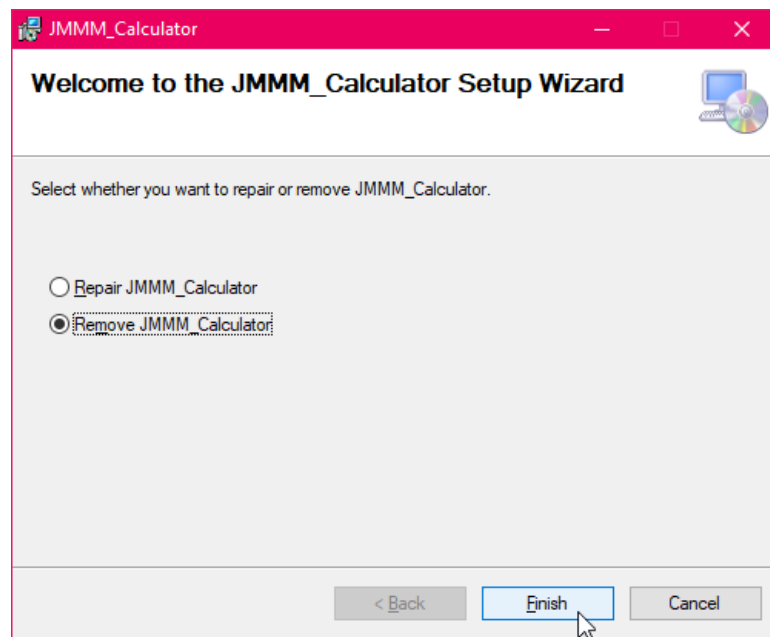 JMMM_Calculator
Welcome to the JMMM_Calculator Setup Wizard
Select whether you want to repair or remove JMMM_Calculator.
Repair JMMM_Calculator
Remove JMMM_Calculator
< Back Finish Cancel